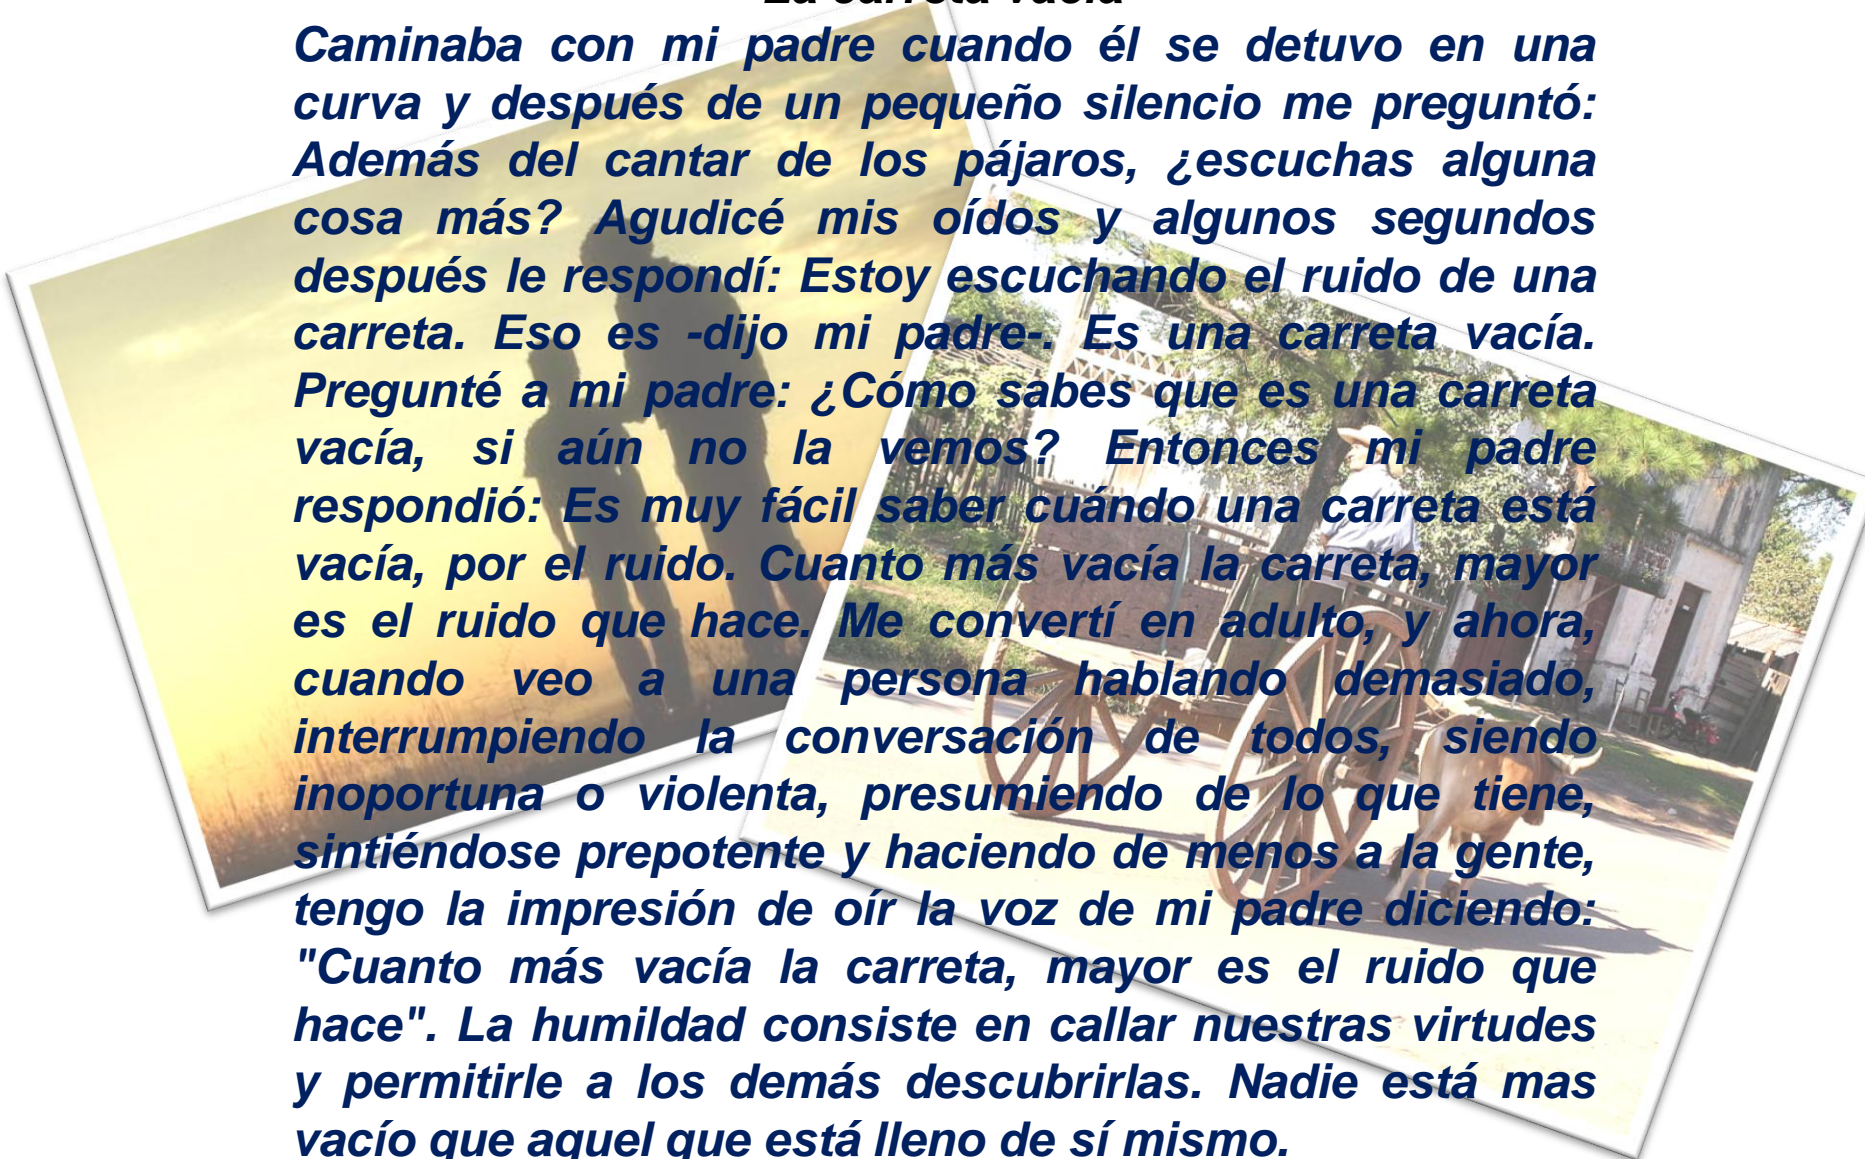 La carreta vacía
Caminaba con mi padre cuando él se detuvo en una
curva y después de un pequeño silencio me preguntó:
Además del cantar de los pájaros, ¿escuchas alguna
cosa más? Agudicé mis oídos y algunos segundos
después le respondí: Estoy escuchando el ruido de una
carreta. Eso es -dijo mi padre-. Es una carreta vacía.
Pregunté a mi padre: ¿Cómo sabes que es una carreta
vacía, si aún no la vemos? Entonces mi padre
respondió: Es muy fácil saber cuándo una carreta está
vacía, por el ruido. Cuanto más vacía la carreta, mayor
es el ruido que hace. Me convertí en adulto, y ahora,
cuando veo a una persona hablando demasiado,
interrumpiendo la conversación de todos, siendo
inoportuna o violenta, presumiendo de lo que tiene,
sintiéndose prepotente y haciendo de menos a la gente,
tengo la impresión de oír la voz de mi padre diciendo:
"Cuanto más vacía la carreta, mayor es el ruido que
hace". La humildad consiste en callar nuestras virtudes
y permitirle a los demás descubrirlas. Nadie está mas
vacío que aquel que está lleno de sí mismo.